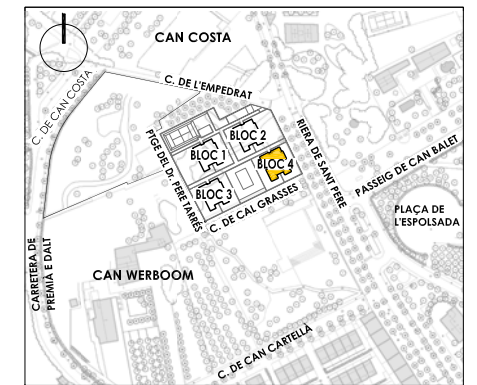 CAN COSTA
C. DE CAN COSTA
C. DE L'EMPEDRAT
PTGE DEL Dr. PERE TARRÉS
BLOC 1
BLOC 2
BLOC 3
BLOC 4
RIERA DE SANT PERE
PASSEIG DE CAN BALET
PLAÇA DE
L'ESPOLSADA
C. DE CAL GRASSES
CARRETERA DE
PREMIÀ E DALT
CAN WERBOOM
C. DE CAN CARTELLÀ